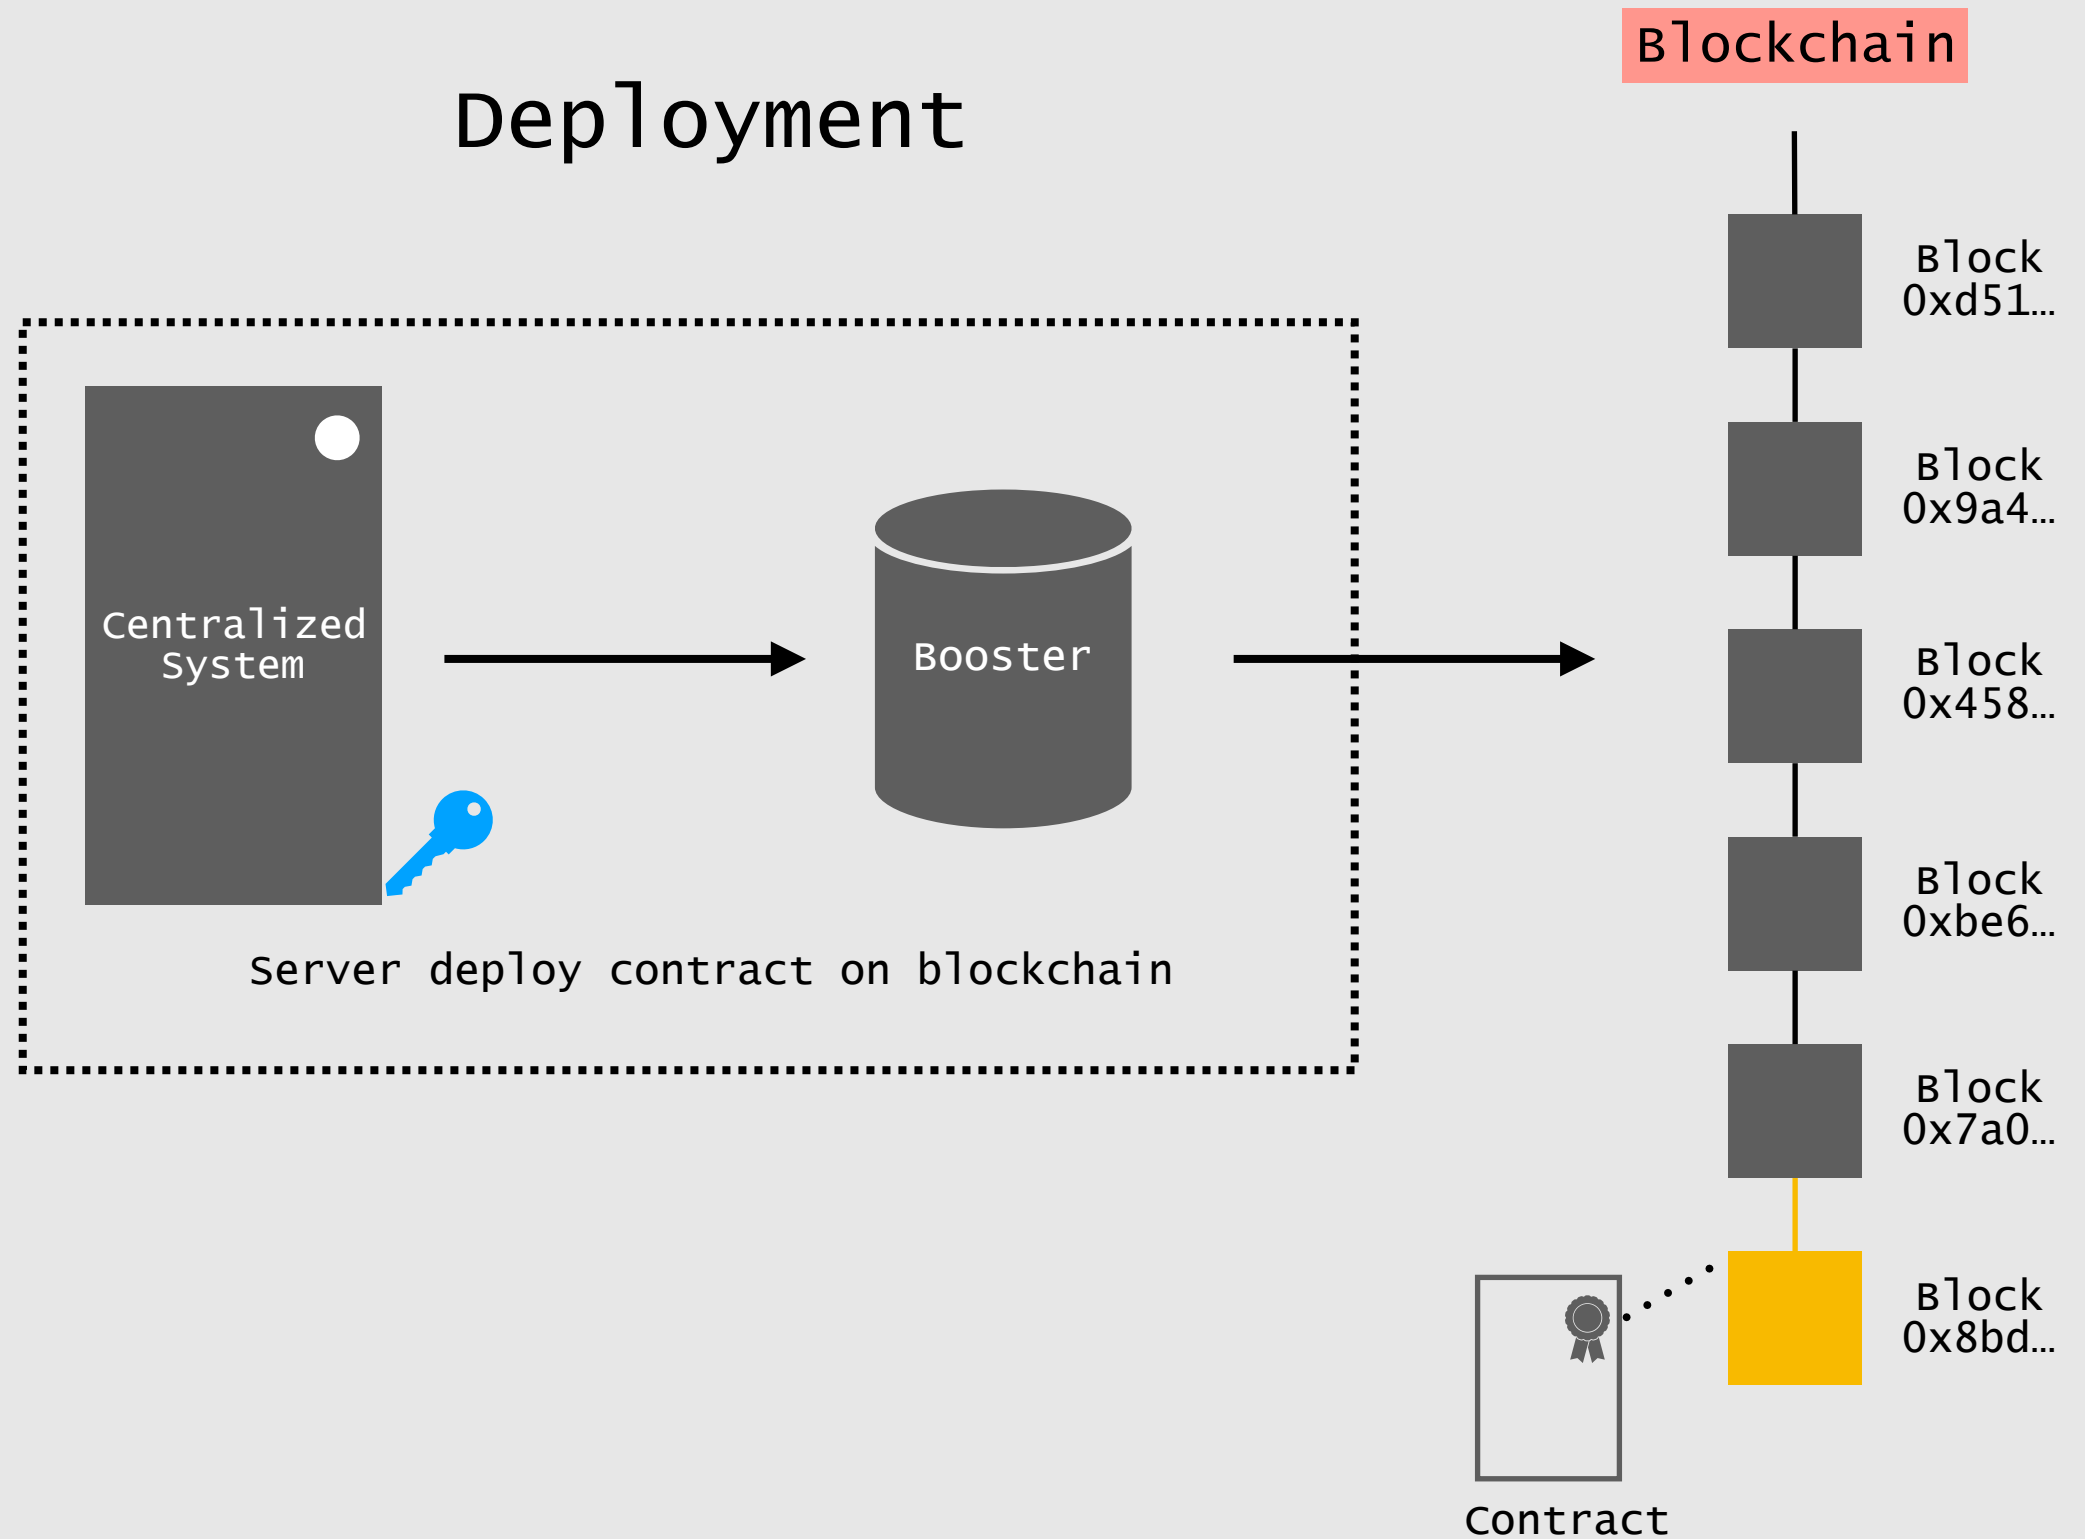 Blockchain
Deployment
Block
0xd51…
Block
0x9a4…
Centralized
System
Booster
Block
0x458…
Block
0xbe6…
Server deploy contract on blockchain
Block
0x7a0…
Block
0x8bd…
Contract